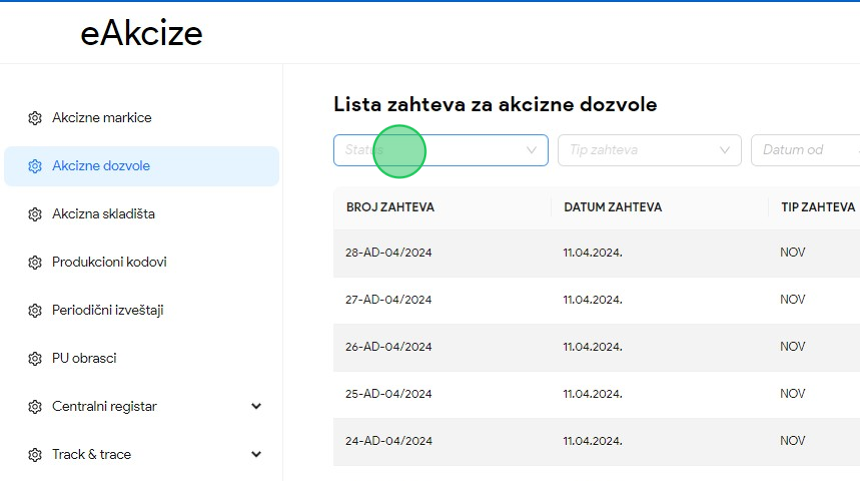 eAkcize
Akcizne markice
Akcizne dozvole
Akcizna skladišta
Produkcioni kodovi
Periodični izveštaji
PU obrasci
Centralni registar
Track & trace
Lista zahteva za akcizne dozvole
Status Tip zahteva Datum od
BROJ ZAHTEVA DATUM ZAHTEVA TIP ZAHTEVA
28-AD-04/2024 11.04.2024. NOV
27-AD-04/2024 11.04.2024. NOV
26-AD-04/2024 11.04.2024. NOV
25-AD-04/2024 11.04.2024. NOV
24-AD-04/2024 11.04.2024. NOV